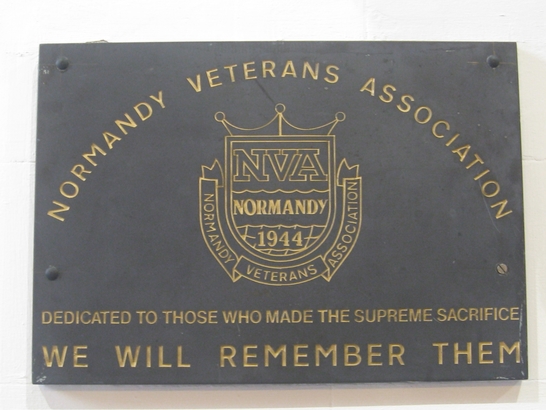 NORMANDY VETERANS ASSOCIATION
NVA
NORMANDY
1944
NORMANDY VETERANS ASSOCIATION
DEDICATED TO THOSE WHO MADE THE SUPREME SACRIFICE
WE WILL REMEMBER THEM